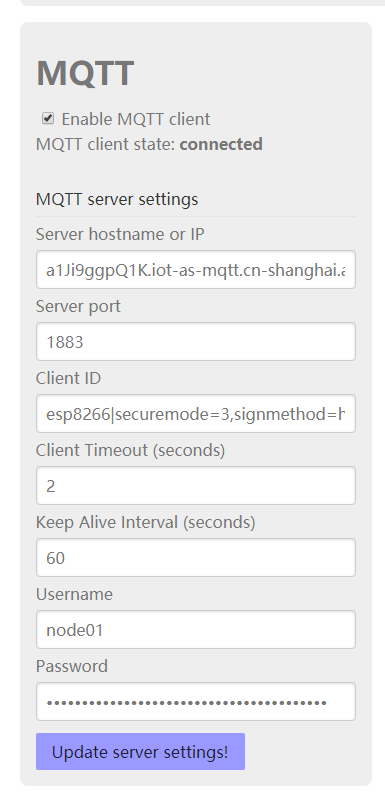 MQTT
Enable MQTT client
MQTT client state: connected
MQTT server settings
Server hostname or IP
a1Ji9ggpQ1K.iot-as-mqtt.cn-shanghai.a
Server port
1883
Client ID
esp8266|securemode=3,signmethod=h
Client Timeout (seconds)
2
Keep Alive Interval (seconds)
60
Username
node01
Password
••••••••••••••••••••••••••••••••••••••••
Update server settings!